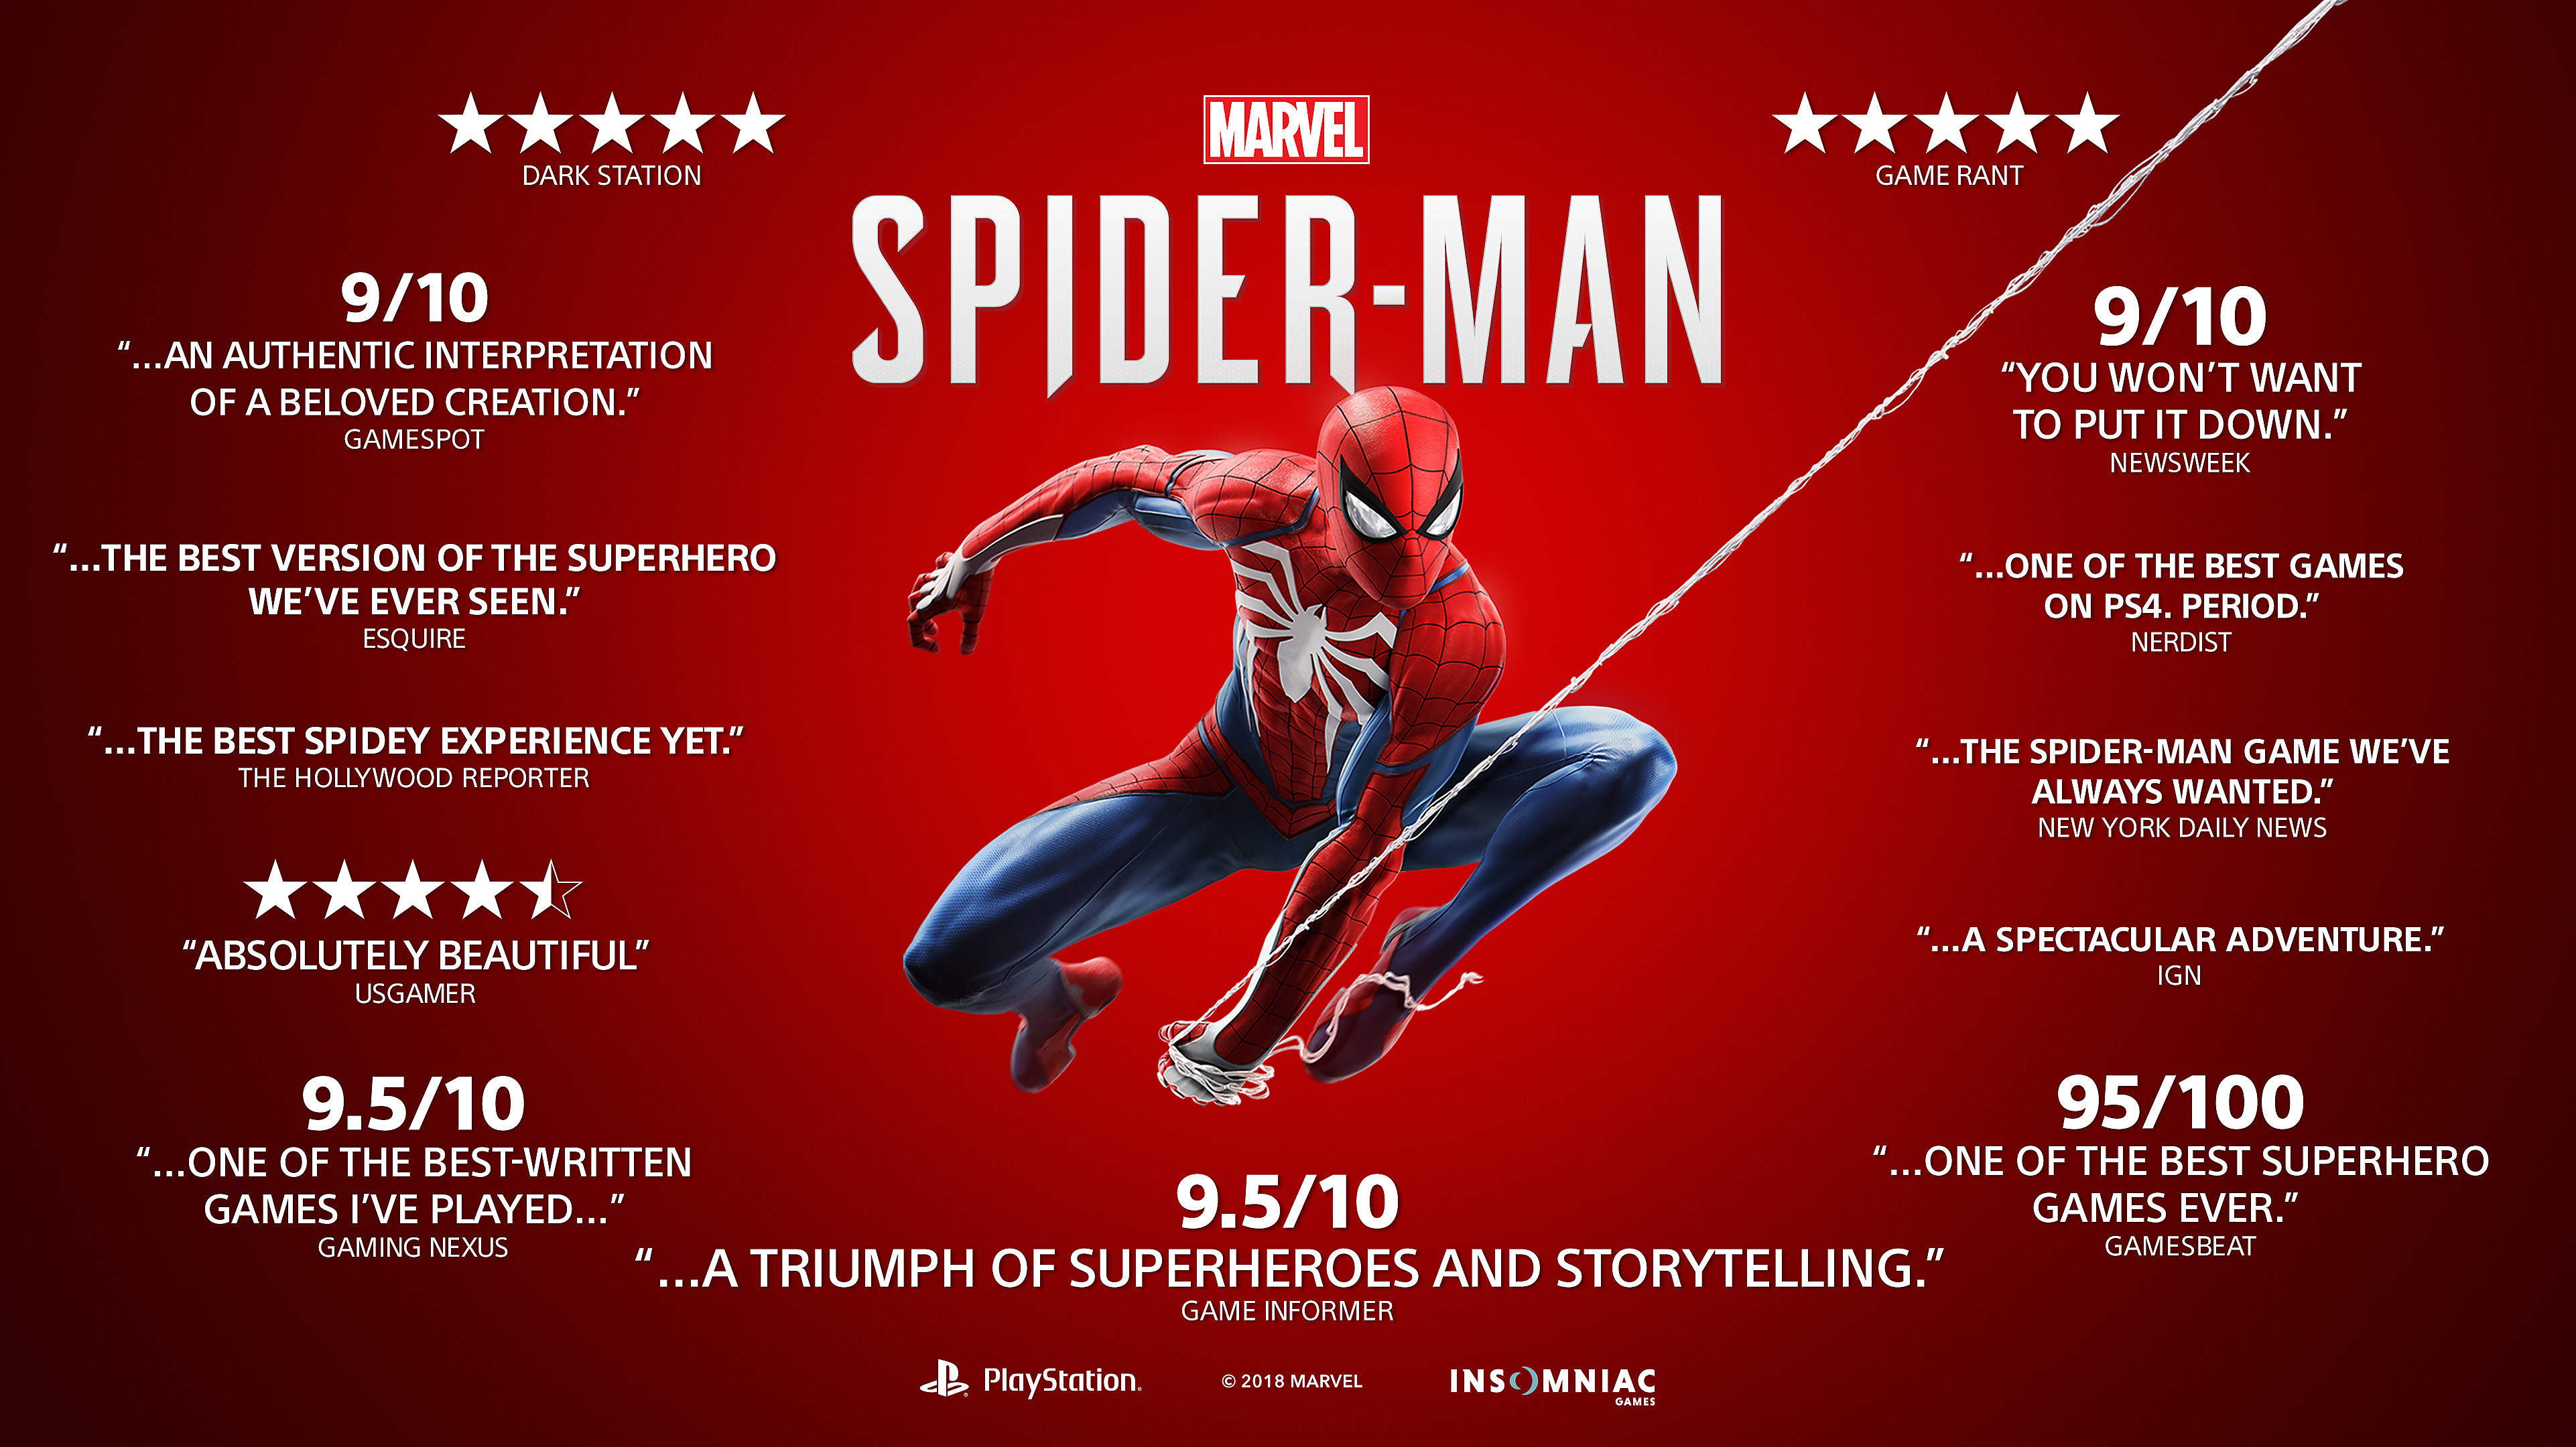 MARVEL
SPIDER-MAN
★★★★★
DARK STATION
★★★★★
GAME RANT
9/10
“...AN AUTHENTIC INTERPRETATION
OF A BELOVED CREATION.”
GAMESPOT
“...THE BEST VERSION OF THE SUPERHERO
WE’VE EVER SEEN.”
ESQUIRE
“...THE BEST SPIDEY EXPERIENCE YET.”
THE HOLLYWOOD REPORTER
“ABSOLUTELY BEAUTIFUL”
USGAMER
9.5/10
“...ONE OF THE BEST-WRITTEN
GAMES I’VE PLAYED...”
GAMING NEXUS
9/10
“YOU WON’T WANT
TO PUT IT DOWN.”
NEWSWEEK
“...ONE OF THE BEST GAMES
ON PS4. PERIOD.”
NERDIST
“...THE SPIDER-MAN GAME WE’VE
ALWAYS WANTED.”
NEW YORK DAILY NEWS
“...A SPECTACULAR ADVENTURE.”
IGN
95/100
“...ONE OF THE BEST SUPERHERO
GAMES EVER.”
GAMESBEAT
9.5/10
“...A TRIUMPH OF SUPERHEROES AND STORYTELLING.”
GAME INFORMER
PlayStation®
© 2018 MARVEL
INSOMNIAC
GAMES